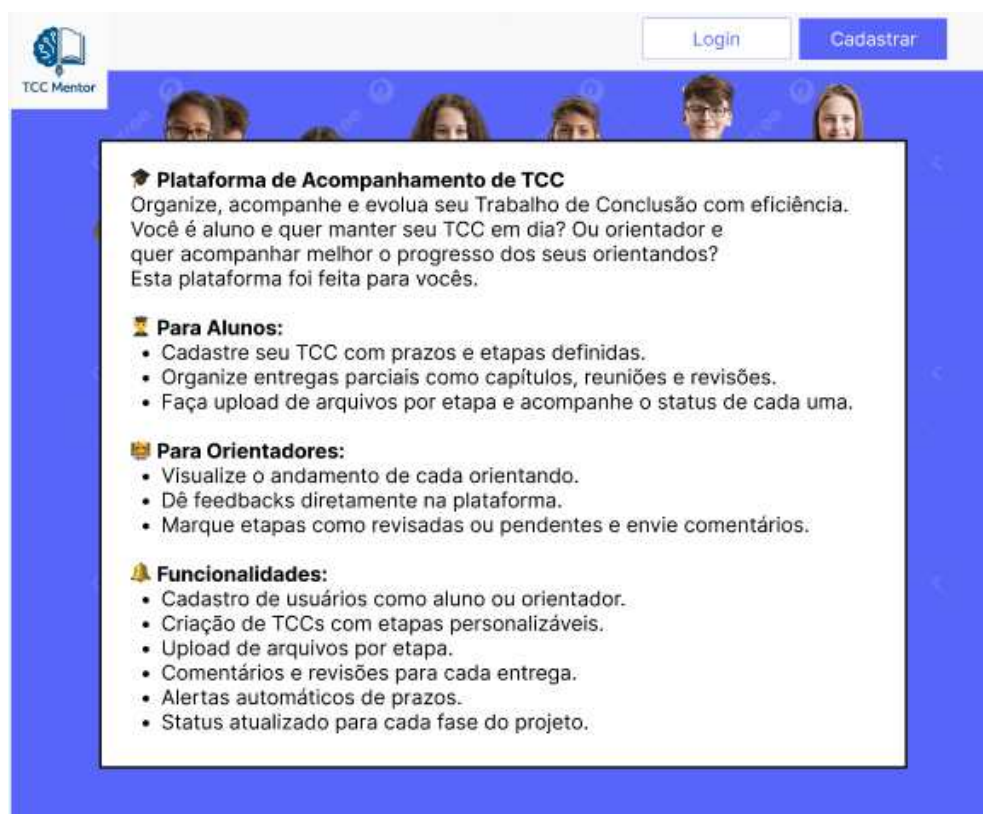 Login
Cadastrar
TCC Mentor
🎓 Plataforma de Acompanhamento de TCC
Organize, acompanhe e evolua seu Trabalho de Conclusão com eficiência.
Você é aluno e quer manter seu TCC em dia? Ou orientador e
quer acompanhar melhor o progresso dos seus orientandos?
Esta plataforma foi feita para vocês.
👨‍🎓 Para Alunos:
• Cadastre seu TCC com prazos e etapas definidas.
• Organize entregas parciais como capítulos, reuniões e revisões.
• Faça upload de arquivos por etapa e acompanhe o status de cada uma.
👨‍🏫 Para Orientadores:
• Visualize o andamento de cada orientando.
• Dê feedbacks diretamente na plataforma.
• Marque etapas como revisadas ou pendentes e envie comentários.
🔔 Funcionalidades:
• Cadastro de usuários como aluno ou orientador.
• Criação de TCCs com etapas personalizáveis.
• Upload de arquivos por etapa.
• Comentários e revisões para cada entrega.
• Alertas automáticos de prazos.
• Status atualizado para cada fase do projeto.